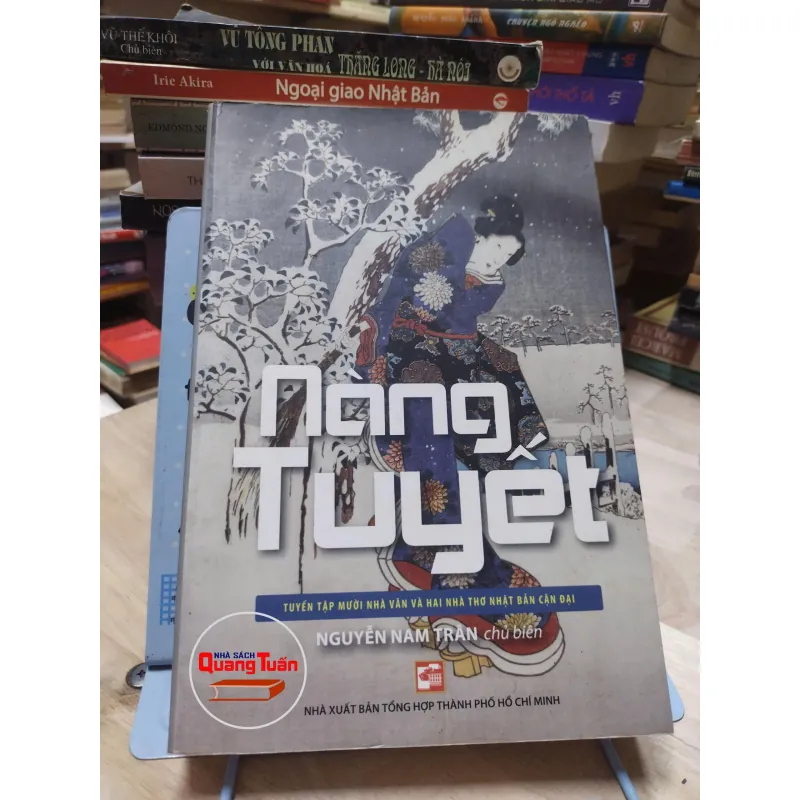 VŨ THẾ KHÔI
Chủ biên
VŨ TÔNG PHAN
VỚI VĂN HOÁ THĂNG LONG - HÀ NỘI
Irie Akira
Ngoại giao Nhật Bản
vh
Nàng
Tuyết
TUYỂN TẬP MƯỜI NHÀ VĂN VÀ HAI NHÀ THƠ NHẬT BẢN CẬN ĐẠI
NGUYỄN NAM TRÂN chủ biên
NHÀ SÁCH
Quang Tuấn
NHÀ XUẤT BẢN TỔNG HỢP THÀNH PHỐ HỒ CHÍ MINH